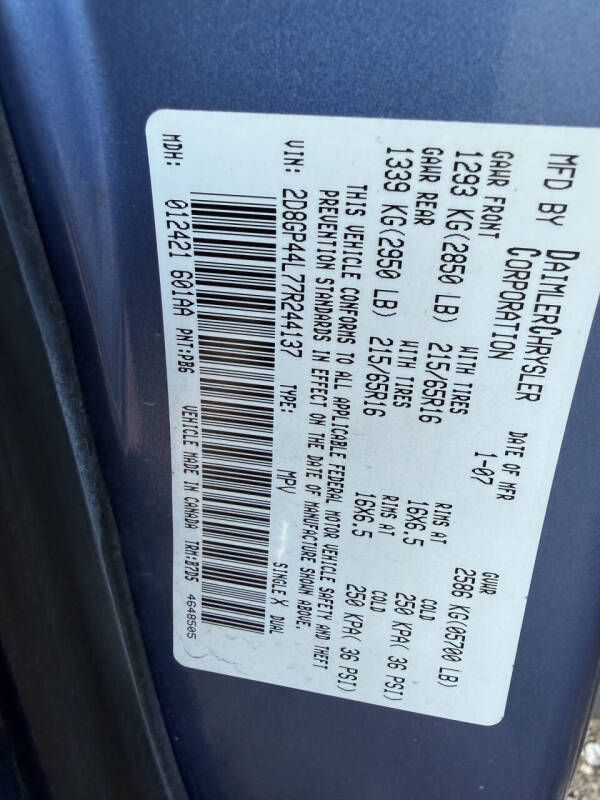 MFD BY DAIMLERCHRYSLER CORPORATION DATE OF MFR 1-07 GVWR 2586 KG(05700 LB)
GAWR FRONT WITH TIRES RIMS AT COLD
1293 KG(2850 LB) 215/65R16 16X6.5 250 KPA( 36 PSI)
GAWR REAR WITH TIRES RIMS AT COLD
1339 KG(2950 LB) 215/65R16 16X6.5 250 KPA( 36 PSI)
THIS VEHICLE CONFORMS TO ALL APPLICABLE FEDERAL MOTOR VEHICLE SAFETY AND THEFT
PREVENTION STANDARDS IN EFFECT ON THE DATE OF MANUFACTURE SHOWN ABOVE.
VIN: 2D8GP44L77R244137 TYPE: MPV SINGLE X DUAL
MDH: 012421 601AA PNT:PB6 VEHICLE MADE IN CANADA TRM:B7D5 4648505